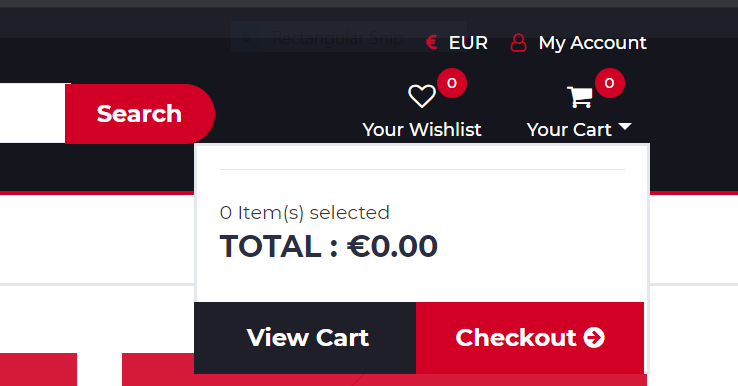 Rectangular Snip
€ EUR
My Account
Search
0
Your Wishlist
0
Your Cart
0 Item(s) selected
TOTAL : €0.00
View Cart
Checkout